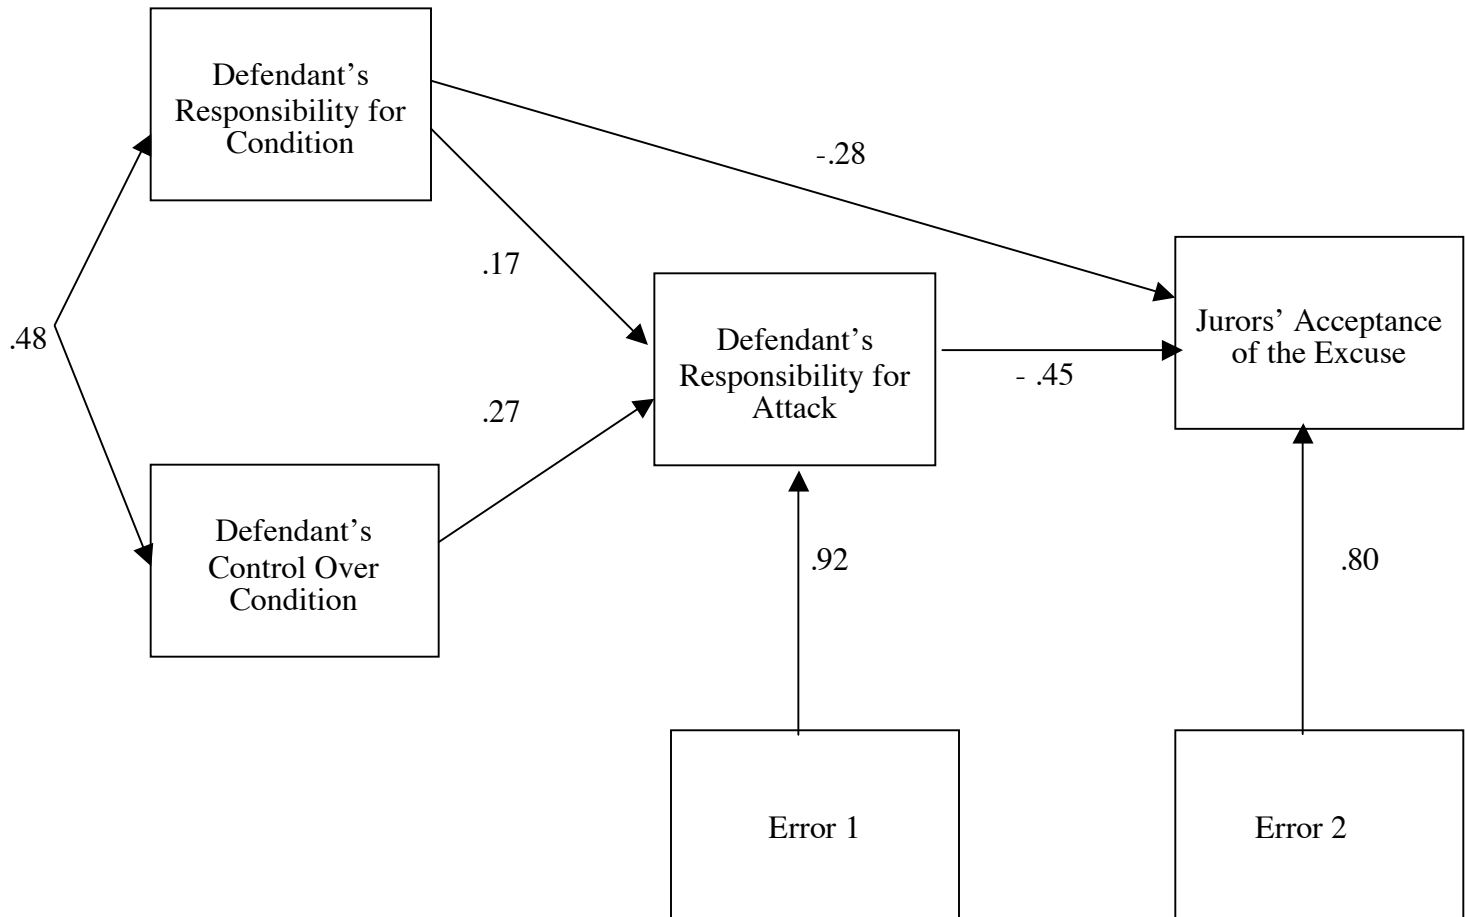 Defendant’s
Responsibility for
Condition
-.28
.17
.48
Defendant’s
Responsibility for
Attack
Jurors’ Acceptance
of the Excuse
- .45
.27
Defendant’s
Control Over
Condition
.92
.80
Error 1
Error 2